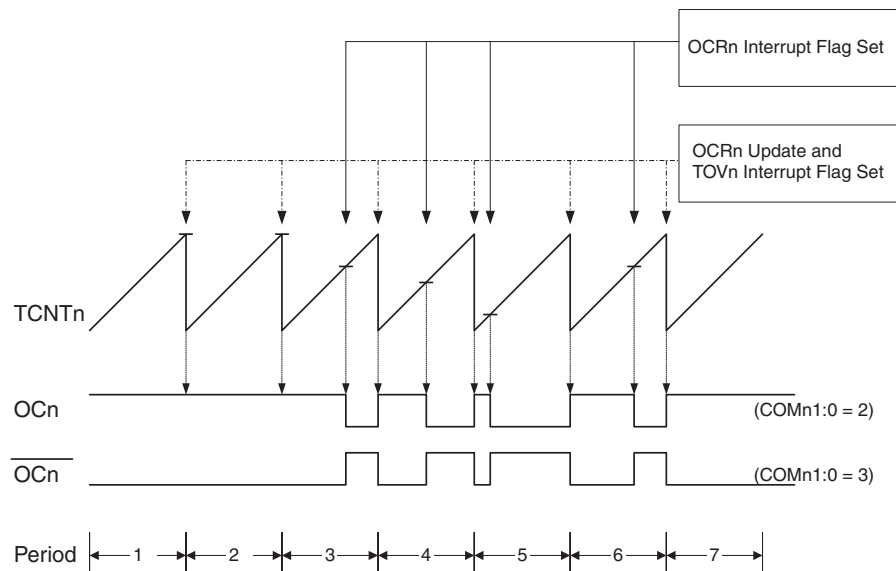 OCRn Interrupt Flag Set
OCRn Update and
TOVn Interrupt Flag Set
TCNTn
OCn
(COMn1:0 = 2)
OCn
(COMn1:0 = 3)
Period 1 2 3 4 5 6 7